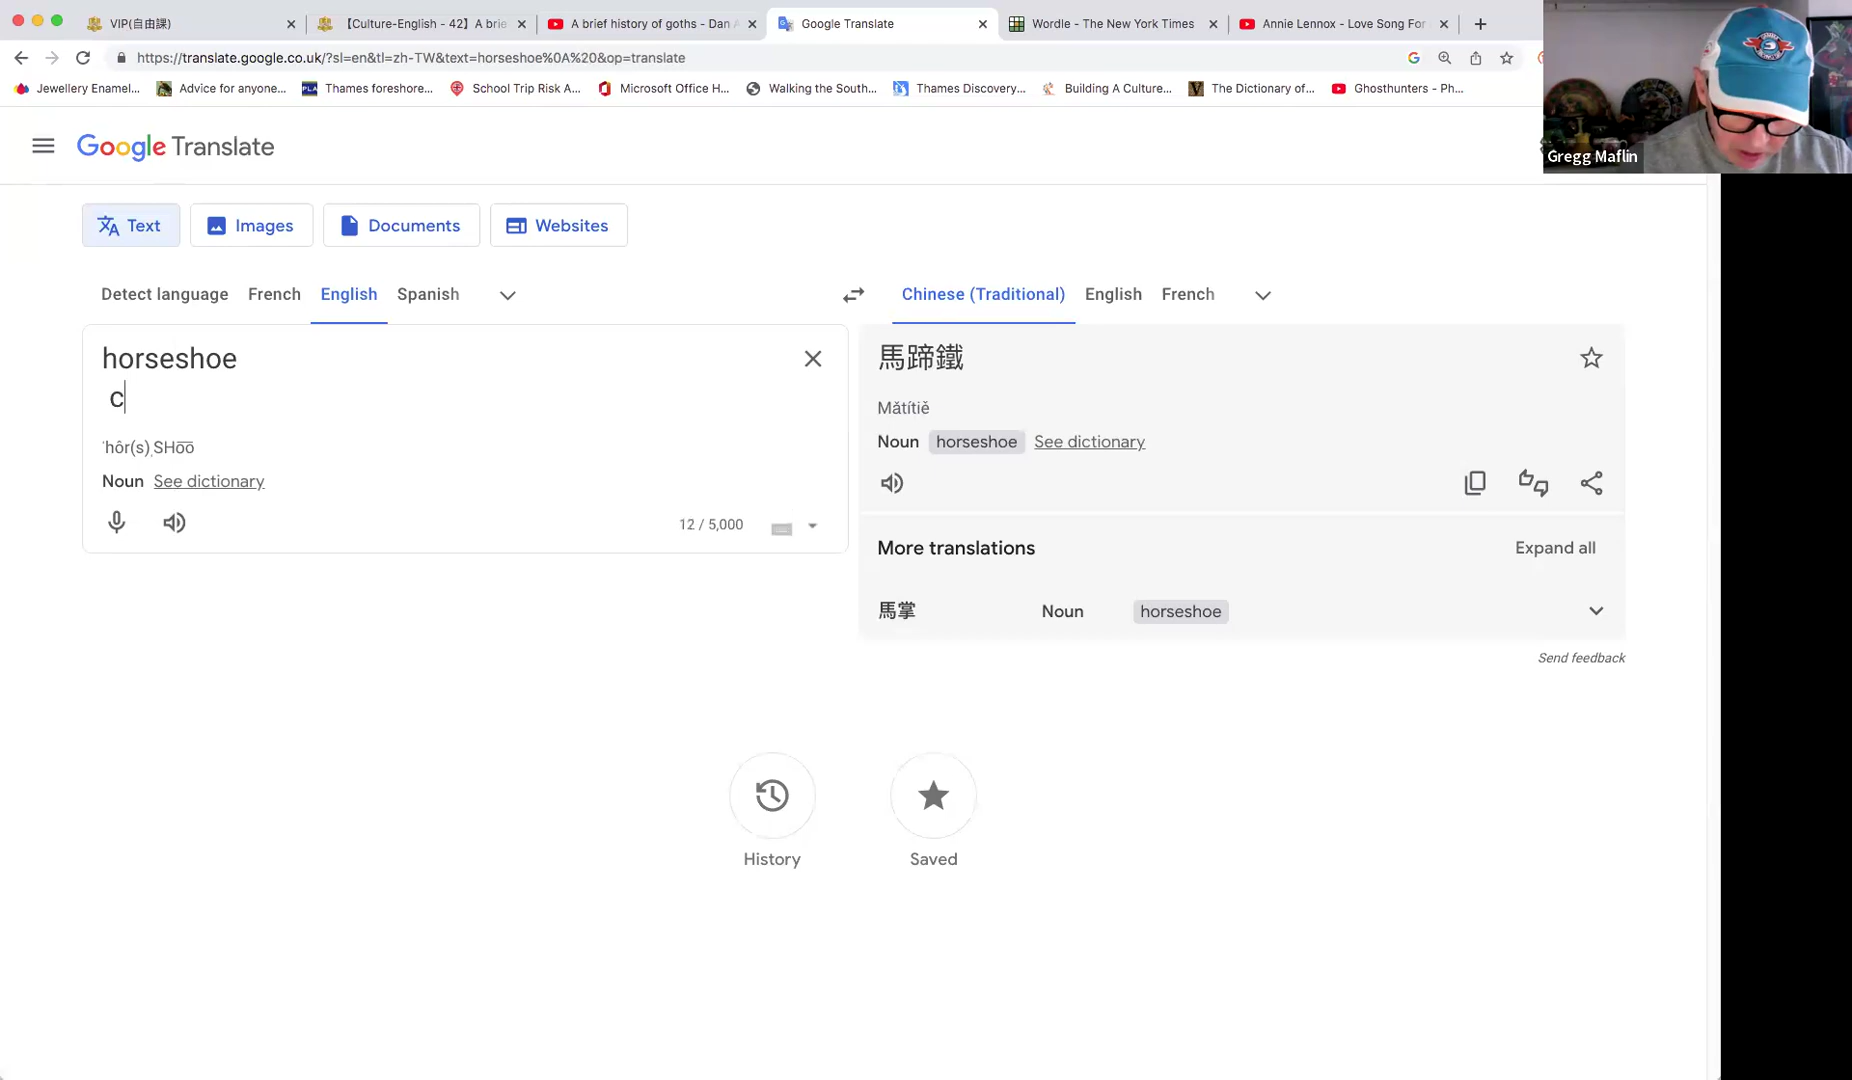 VIP(自由課)
【Culture-English - 42】A brie
A brief history of goths - Dan A
Google Translate
Wordle - The New York Times
Annie Lennox - Love Song For
https://translate.google.co.uk/?sl=en&tl=zh-TW&text=horseshoe%0A%20&op=translate
Jewellery Enamel...
Advice for anyone...
PLA
Thames foreshore...
School Trip Risk A...
Microsoft Office H...
Walking the South...
Thames Discovery...
Building A Culture...
The Dictionary of...
Ghosthunters - Ph...
Gregg Maflin
Google Translate
Text
Images
Documents
Websites
Detect language
French
English
Spanish
Chinese (Traditional)
English
French
horseshoe
c
ˈhôr(s)ˌSHo͞o
Noun See dictionary
12 / 5,000
馬蹄鐵
Mǎtítiě
Noun horseshoe See dictionary
More translations
Expand all
馬掌
Noun
horseshoe
Send feedback
History
Saved